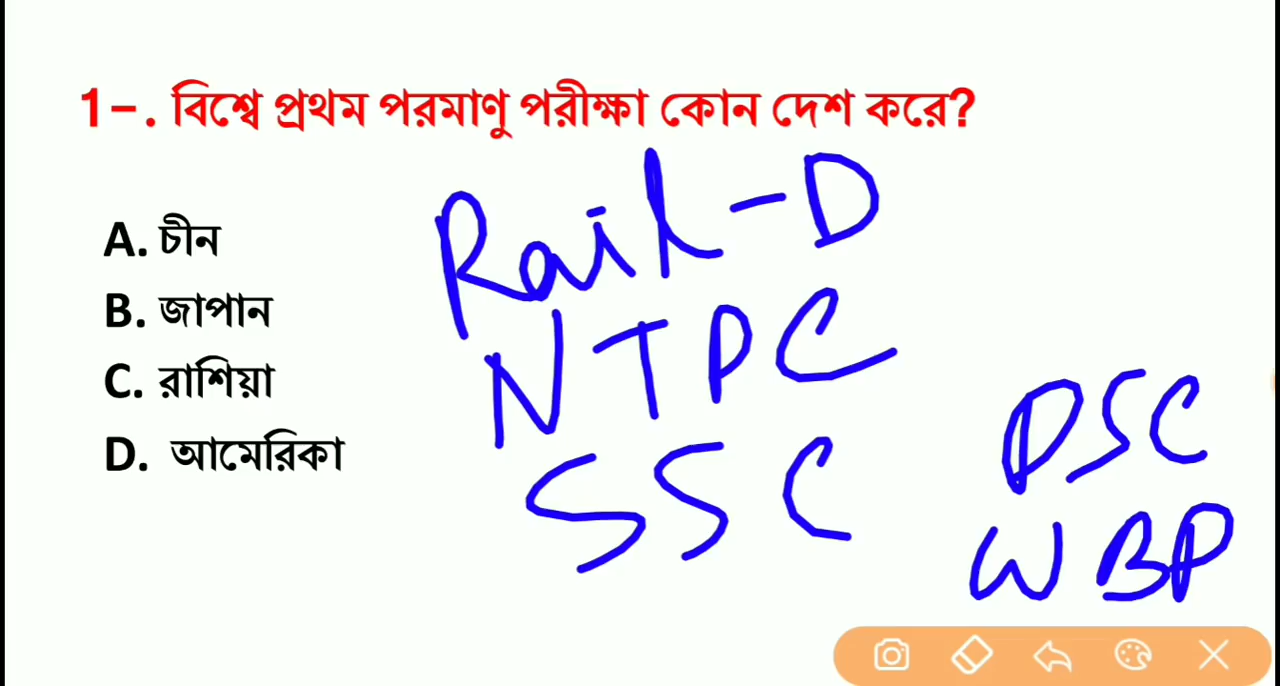 1-. বিশ্বে প্রথম পরমাণু পরীক্ষা কোন দেশ করে?
A. চীন
B. জাপান
C. রাশিয়া
D. আমেরিকা
Rail-D
NTPC
SSC
PSC
WBP